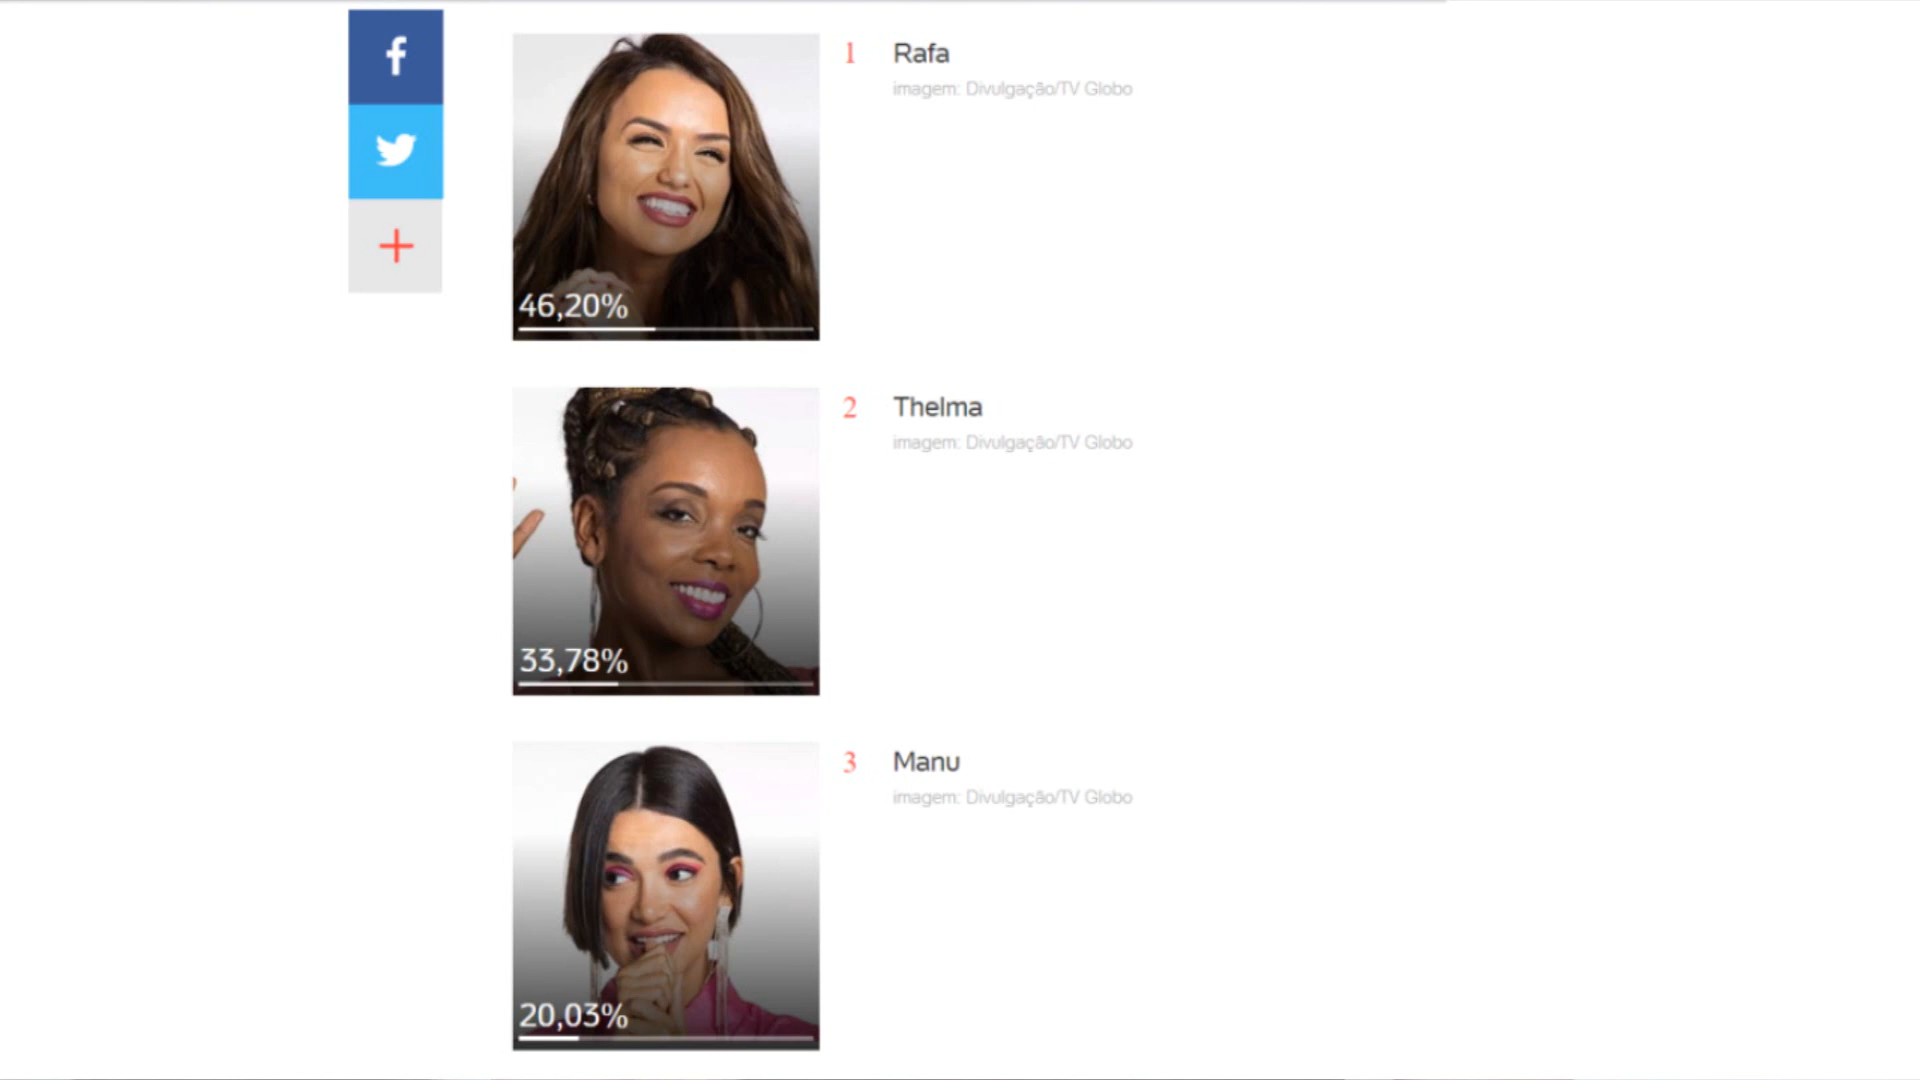 1 Rafa
imagem: Divulgação/TV Globo
46,20%
2 Thelma
imagem: Divulgação/TV Globo
33,78%
3 Manu
imagem: Divulgação/TV Globo
20,03%